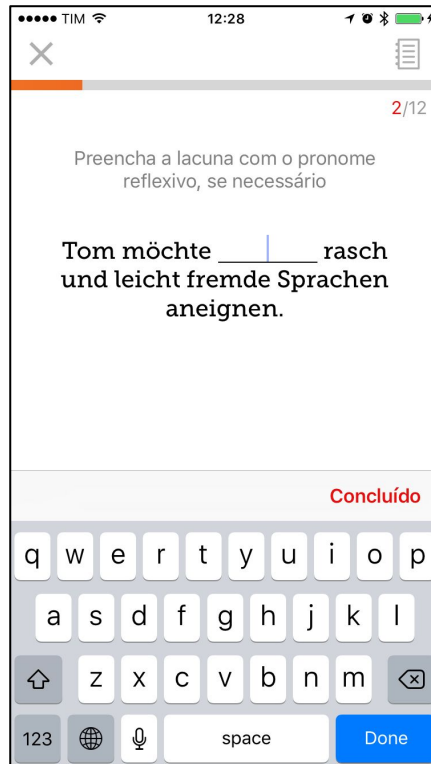 TIM 12:28
2/12
Preencha a lacuna com o pronome
reflexivo, se necessário
Tom möchte ________ rasch
und leicht fremde Sprachen
aneignen.
Concluído
q w e r t y u i o p
a s d f g h j k l
z x c v b n m
123 space Done